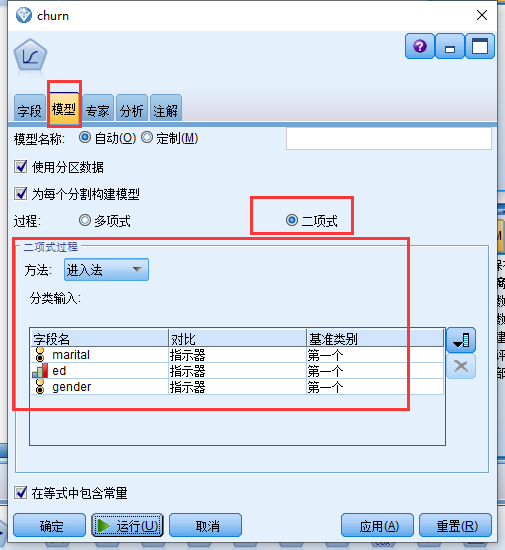 churn
字段 模型 专家 分析 注解
模型名称: 自动(O) 定制(M)
使用分区数据
为每个分割构建模型
过程: 多项式 二项式
二项式过程
方法: 进入法
分类输入:
字段名 对比 基准类别
marital 指示器 第一个
ed 指示器 第一个
gender 指示器 第一个
在等式中包含常量
确定 运行(U) 取消 应用(A) 重置(R)